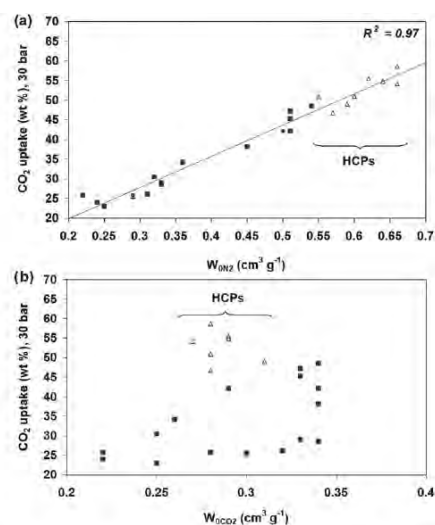 (a)
R² = 0.97
CO₂ uptake (wt %), 30 bar
70
65
60
55
50
45
40
35
30
25
20
HCPs
0.2 0.25 0.3 0.35 0.4 0.45 0.5 0.55 0.6 0.65 0.7
W₀N₂ (cm³ g⁻¹)
(b)
HCPs
CO₂ uptake (wt %), 30 bar
70
65
60
55
50
45
40
35
30
25
20
0.2 0.25 0.3 0.35 0.4
W₀CO₂ (cm³ g⁻¹)